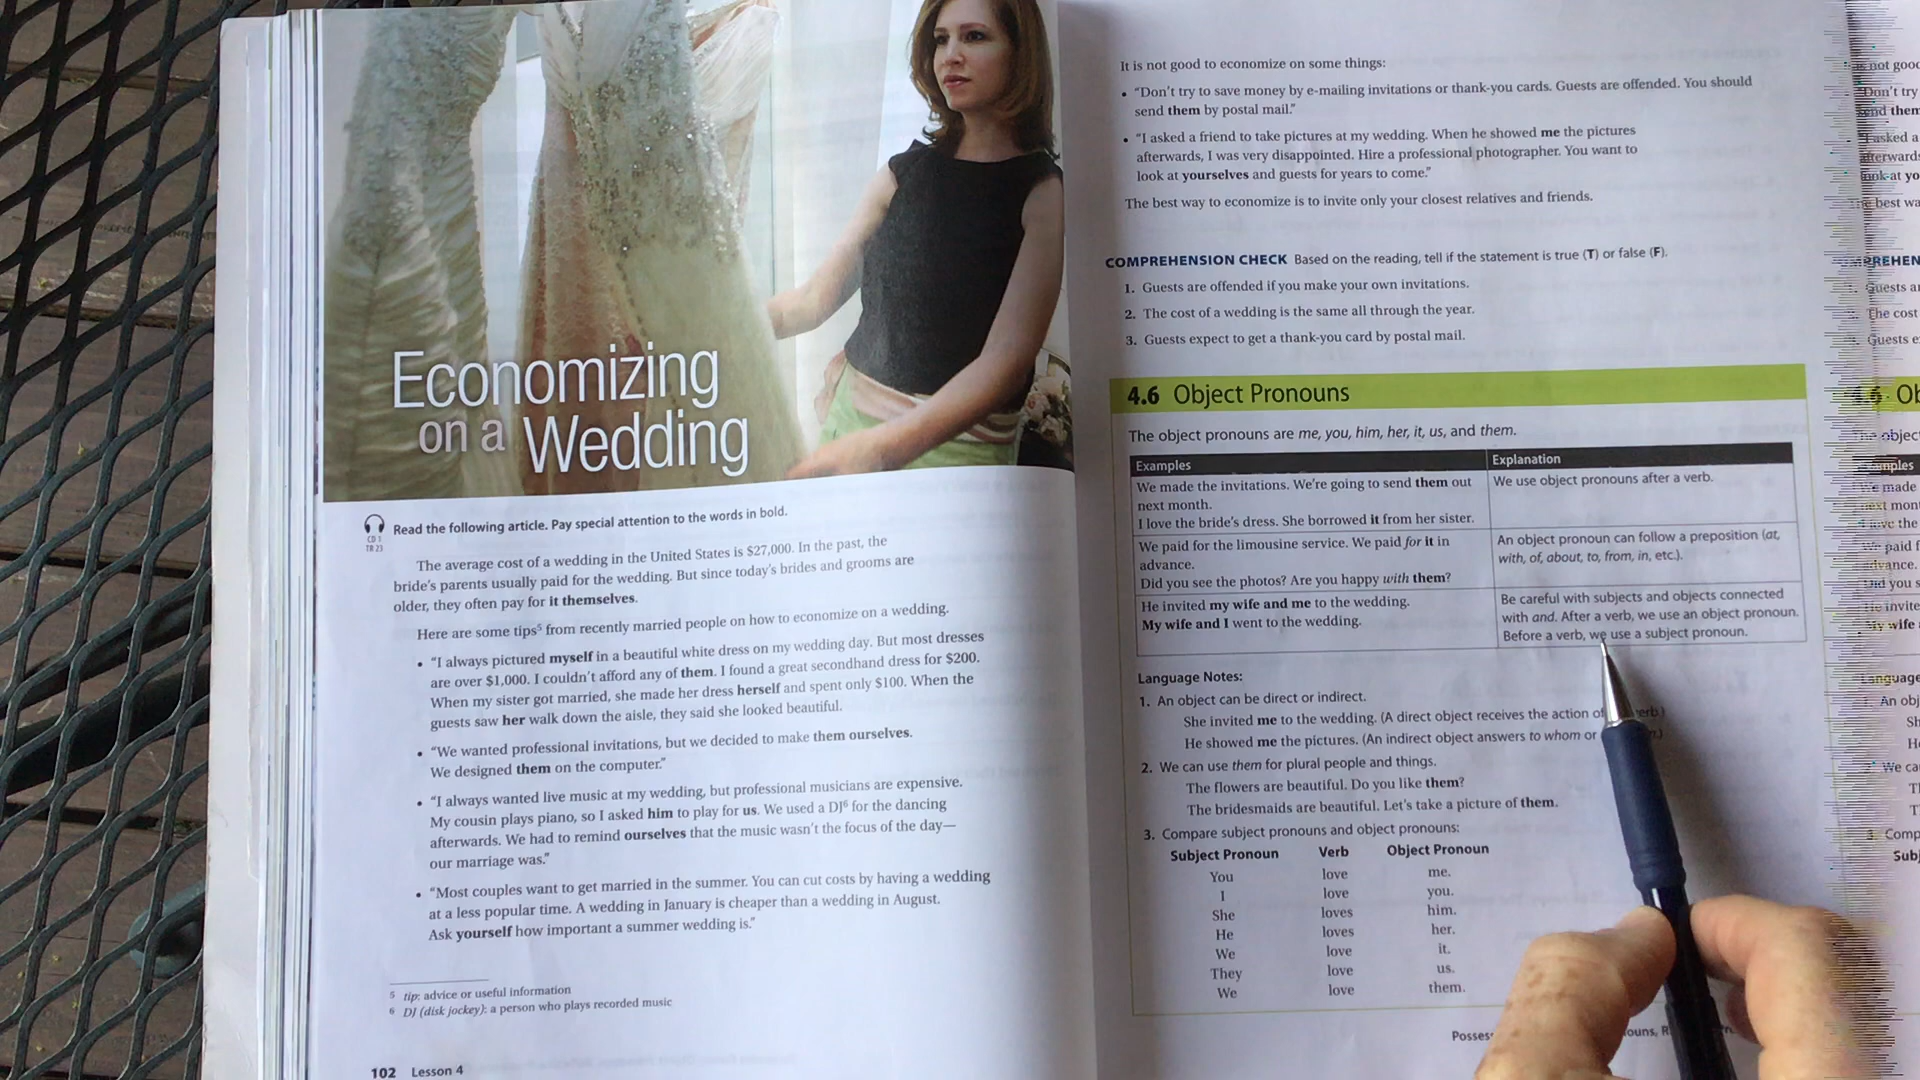 Economizing
on a Wedding
CD 1
TR 23
Read the following article. Pay special attention to the words in bold.
The average cost of a wedding in the United States is $27,000. In the past, the
bride's parents usually paid for the wedding. But since today's brides and grooms are
older, they often pay for it themselves.
Here are some tips⁵ from recently married people on how to economize on a wedding.
• "I always pictured myself in a beautiful white dress on my wedding day. But most dresses
are over $1,000. I couldn't afford any of them. I found a great secondhand dress for $200.
When my sister got married, she made her dress herself and spent only $100. When the
guests saw her walk down the aisle, they said she looked beautiful.
• "We wanted professional invitations, but we decided to make them ourselves.
We designed them on the computer."
• "I always wanted live music at my wedding, but professional musicians are expensive.
My cousin plays piano, so I asked him to play for us. We used a DJ⁶ for the dancing
afterwards. We had to remind ourselves that the music wasn't the focus of the day—
our marriage was."
• "Most couples want to get married in the summer. You can cut costs by having a wedding
at a less popular time. A wedding in January is cheaper than a wedding in August.
Ask yourself how important a summer wedding is."
⁵ tip: advice or useful information
⁶ DJ (disk jockey): a person who plays recorded music
102 Lesson 4
It is not good to economize on some things:
• "Don't try to save money by e-mailing invitations or thank-you cards. Guests are offended. You should
send them by postal mail."
• "I asked a friend to take pictures at my wedding. When he showed me the pictures
afterwards, I was very disappointed. Hire a professional photographer. You want to
look at yourselves and guests for years to come."
The best way to economize is to invite only your closest relatives and friends.
COMPREHENSION CHECK Based on the reading, tell if the statement is true (T) or false (F).
1. Guests are offended if you make your own invitations.
2. The cost of a wedding is the same all through the year.
3. Guests expect to get a thank-you card by postal mail.
4.6 Object Pronouns
The object pronouns are me, you, him, her, it, us, and them.
Examples Explanation
We made the invitations. We're going to send them out We use object pronouns after a verb.
next month.
I love the bride's dress. She borrowed it from her sister.
We paid for the limousine service. We paid for it in An object pronoun can follow a preposition (at,
advance. with, of, about, to, from, in, etc.).
Did you see the photos? Are you happy with them?
He invited my wife and me to the wedding. Be careful with subjects and objects connected
My wife and I went to the wedding. with and. After a verb, we use an object pronoun.
Before a verb, we use a subject pronoun.
Language Notes:
1. An object can be direct or indirect.
She invited me to the wedding. (A direct object receives the action of verb.)
He showed me the pictures. (An indirect object answers to whom or
2. We can use them for plural people and things.
The flowers are beautiful. Do you like them?
The bridesmaids are beautiful. Let's take a picture of them.
3. Compare subject pronouns and object pronouns:
Subject Pronoun Verb Object Pronoun
You love me.
I love you.
She loves him.
He loves her.
We love it.
They love us.
We love them.